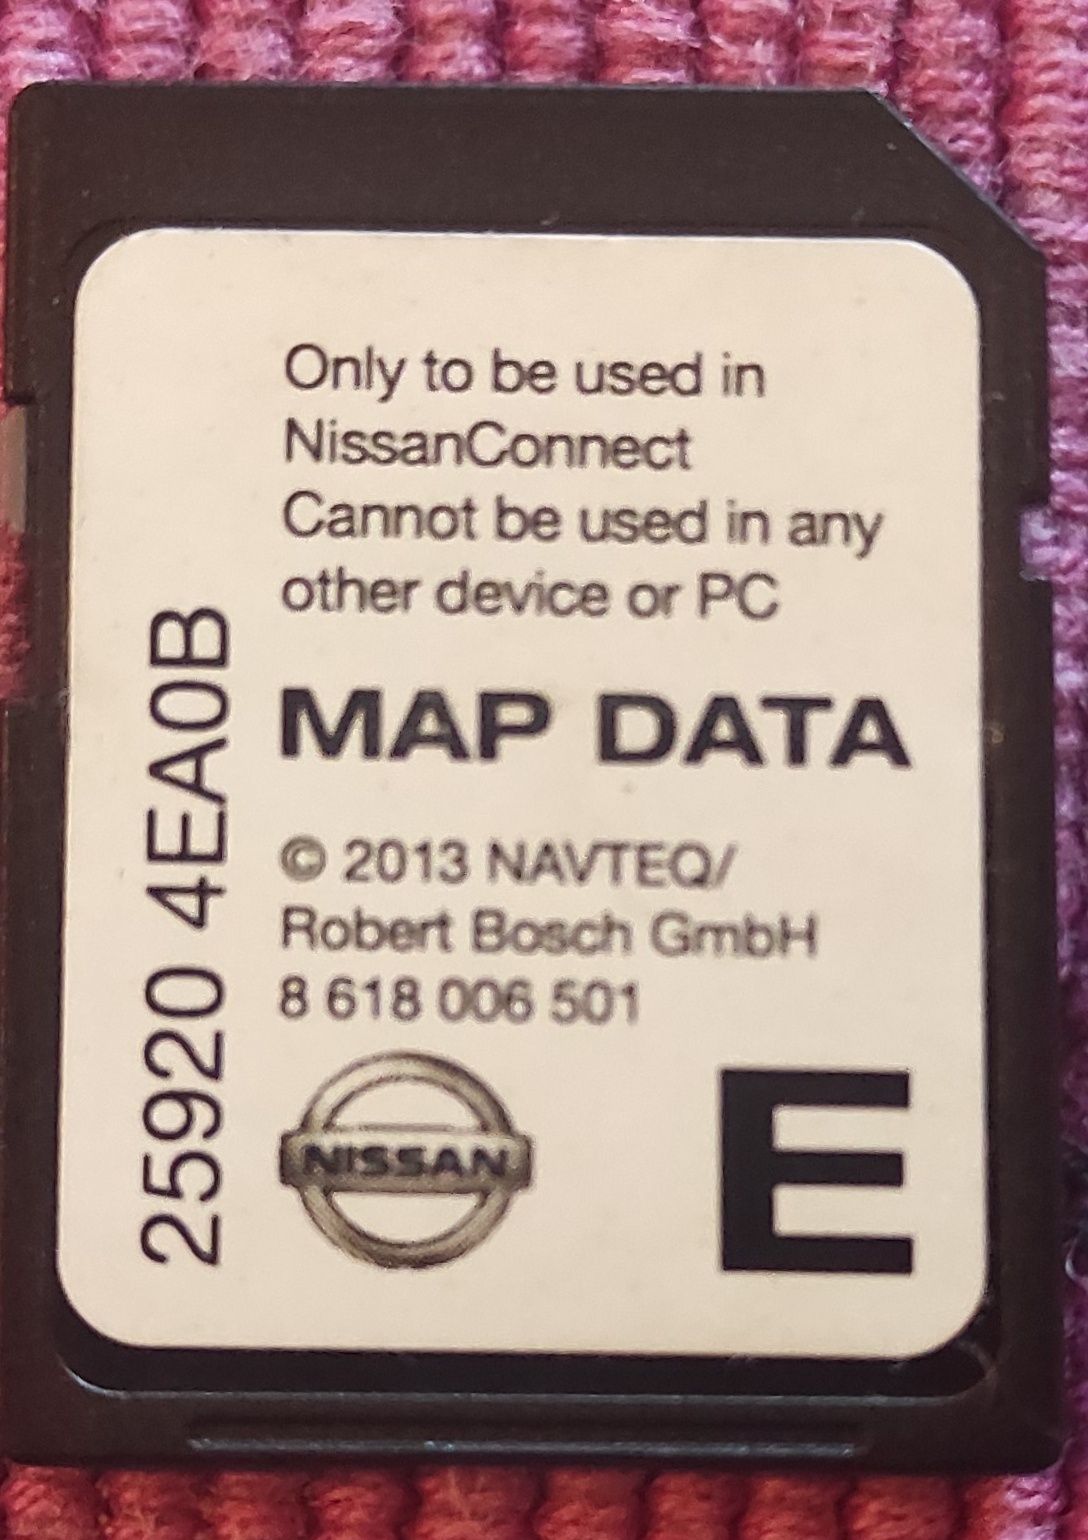 Only to be used in
NissanConnect
Cannot be used in any
other device or PC
MAP DATA
© 2013 NAVTEQ/
Robert Bosch GmbH
8 618 006 501
NISSAN
E
25920 4EA0B